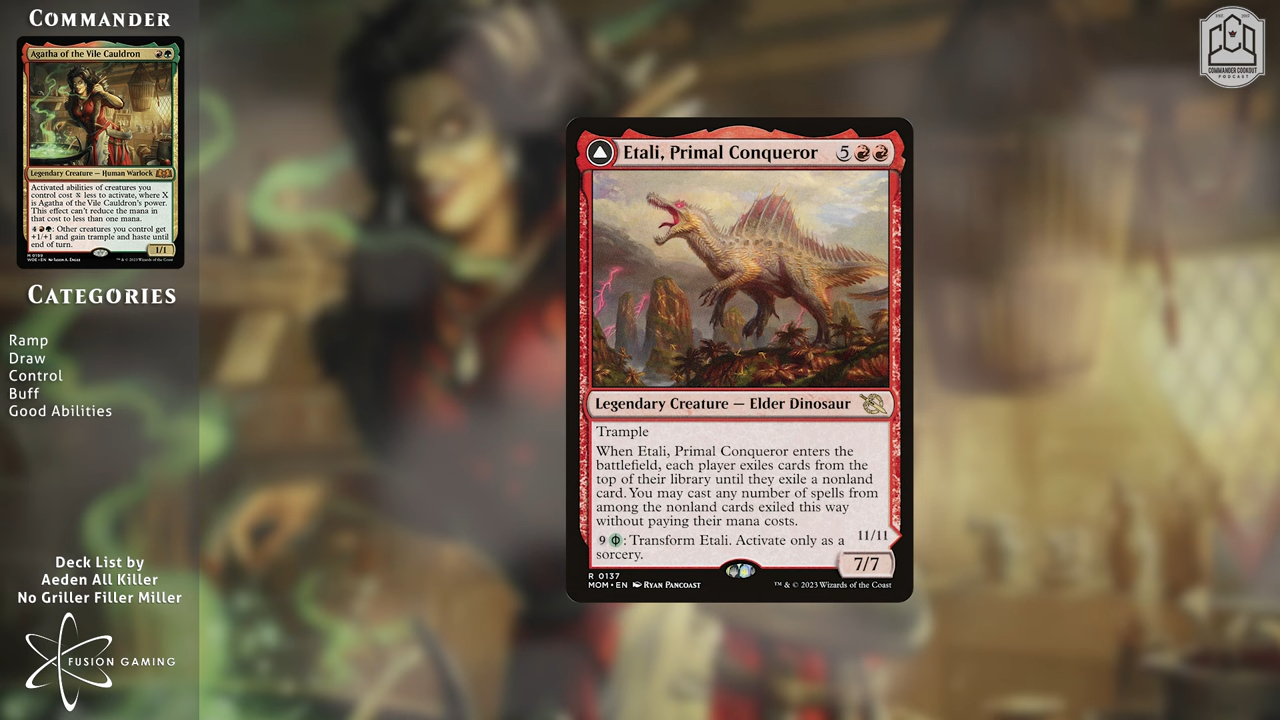 COMMANDER
Agatha of the Vile Cauldron
Legendary Creature — Human Warlock
Activated abilities of creatures you
control cost X less to activate, where X
is Agatha of the Vile Cauldron's power.
This effect can't reduce the mana in
that cost to less than one mana.
4: Other creatures you control get
+1/+1 and gain trample and haste until
end of turn.
1/1
CATEGORIES
Ramp
Draw
Control
Buff
Good Abilities
Deck List by
Aeden All Killer
No Griller Filler Miller
FUSION GAMING
Etali, Primal Conqueror 5
Legendary Creature — Elder Dinosaur
Trample
When Etali, Primal Conqueror enters the
battlefield, each player exiles cards from the
top of their library until they exile a nonland
card. You may cast any number of spells from
among the nonland cards exiled this way
without paying their mana costs.
9: Transform Etali. Activate only as a
sorcery.
11/11
7/7
R 0137
MOM • EN RYAN PANCOAST
™ & © 2023 Wizards of the Coast
COMMANDER COOKOUT
PODCAST